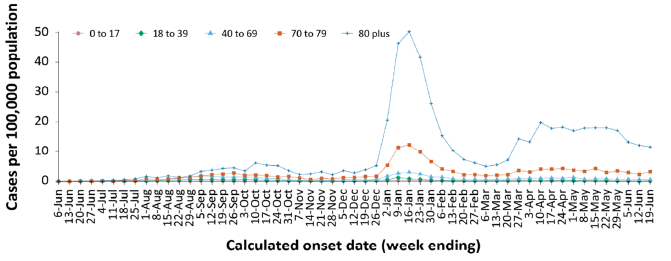 Cases per 100,000 population
50
40
30
20
10
0
0 to 17
18 to 39
40 to 69
70 to 79
80 plus
6-Jun
13-Jun
20-Jun
27-Jun
4-Jul
11-Jul
18-Jul
25-Jul
1-Aug
8-Aug
15-Aug
22-Aug
29-Aug
5-Sep
12-Sep
19-Sep
26-Sep
3-Oct
10-Oct
17-Oct
24-Oct
31-Oct
7-Nov
14-Nov
21-Nov
28-Nov
5-Dec
12-Dec
19-Dec
26-Dec
2-Jan
9-Jan
16-Jan
23-Jan
30-Jan
6-Feb
13-Feb
20-Feb
27-Feb
6-Mar
13-Mar
20-Mar
27-Mar
3-Apr
10-Apr
17-Apr
24-Apr
1-May
8-May
15-May
22-May
29-May
5-Jun
12-Jun
19-Jun
Calculated onset date (week ending)